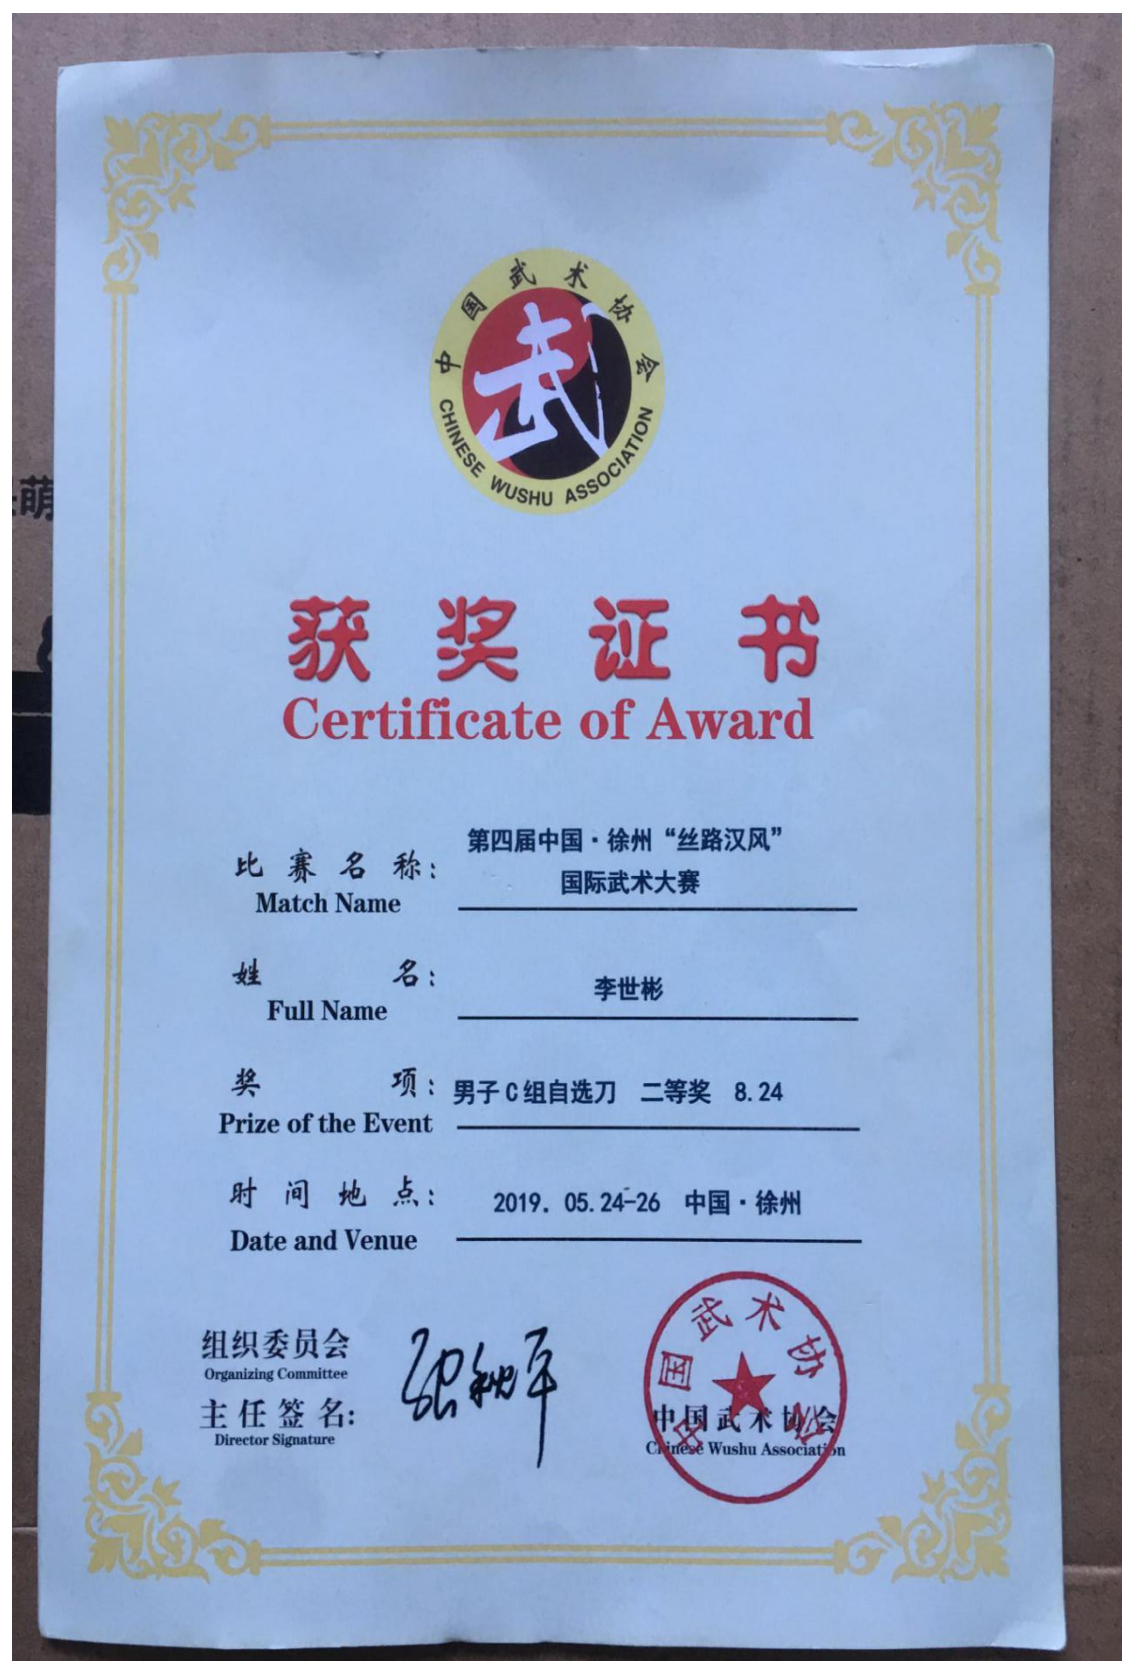 中国武术协会
武
CHINESE WUSHU ASSOCIATION
萌
获奖证书
Certificate of Award
第四届中国·徐州“丝路汉风”
比赛名称:
国际武术大赛
Match Name
姓名:
李世彬
Full Name
奖项: 男子C组自选刀 二等奖 8.24
Prize of the Event
时间地点: 2019. 05.24-26 中国·徐州
Date and Venue
组织委员会
Organizing Committee
主任签名:
Director Signature
张秋平
中国武术协会
中国武术协会
Chinese Wushu Association